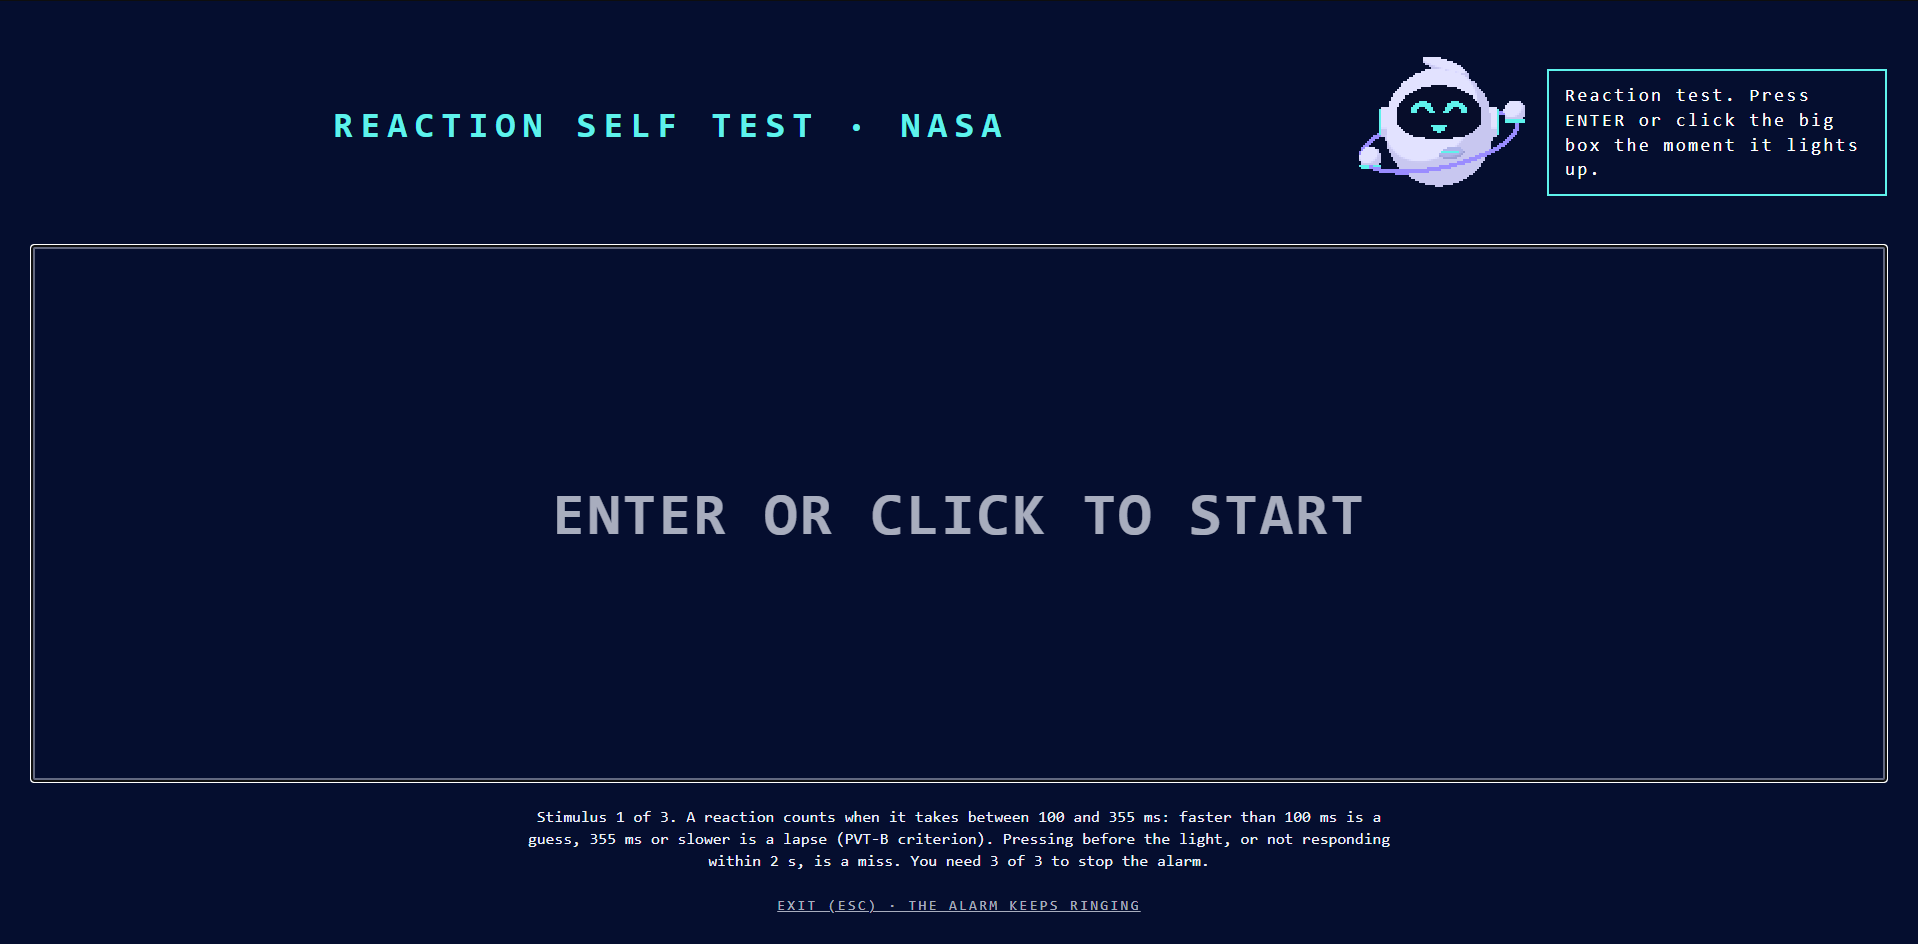 REACTION SELF TEST · NASA
Reaction test. Press
ENTER or click the big
box the moment it lights
up.
ENTER OR CLICK TO START
Stimulus 1 of 3. A reaction counts when it takes between 100 and 355 ms: faster than 100 ms is a
guess, 355 ms or slower is a lapse (PVT-B criterion). Pressing before the light, or not responding
within 2 s, is a miss. You need 3 of 3 to stop the alarm.
EXIT (ESC) · THE ALARM KEEPS RINGING